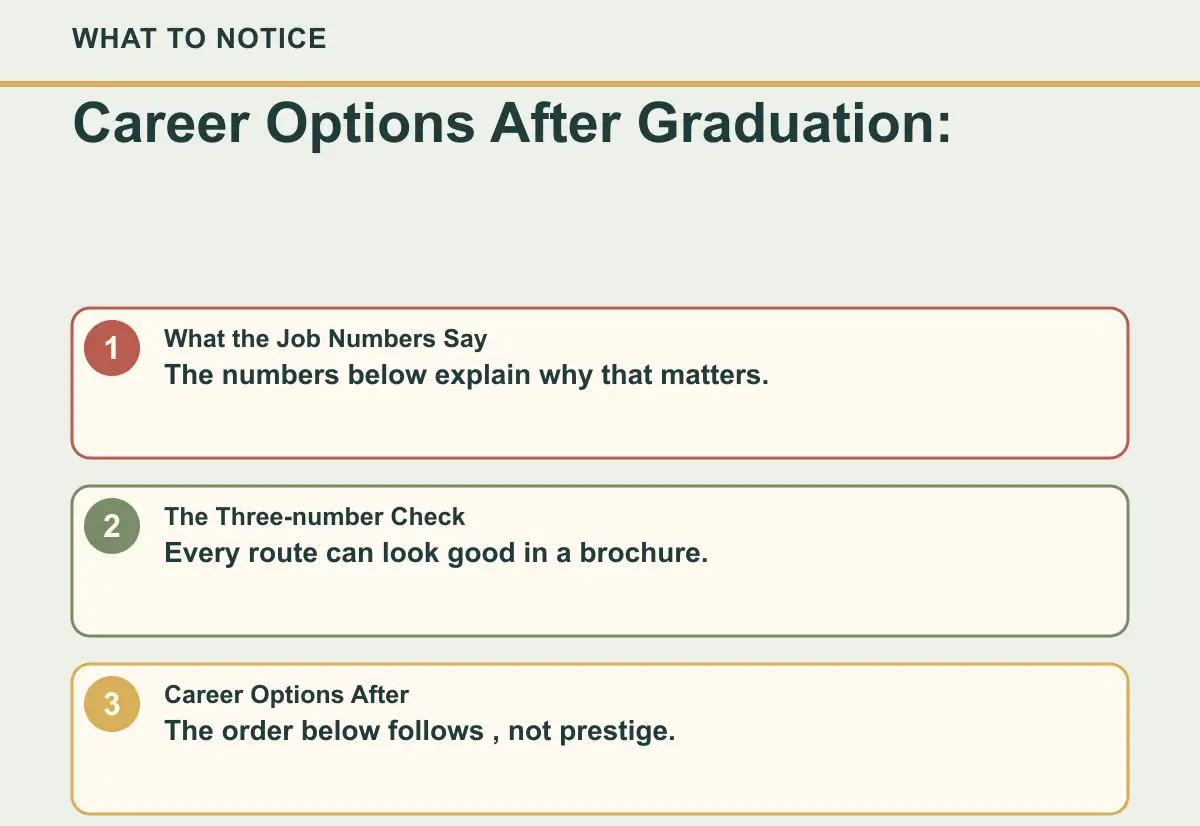 WHAT TO NOTICE
Career Options After Graduation:
1
What the Job Numbers Say
The numbers below explain why that matters.
2
The Three-number Check
Every route can look good in a brochure.
3
Career Options After
The order below follows , not prestige.